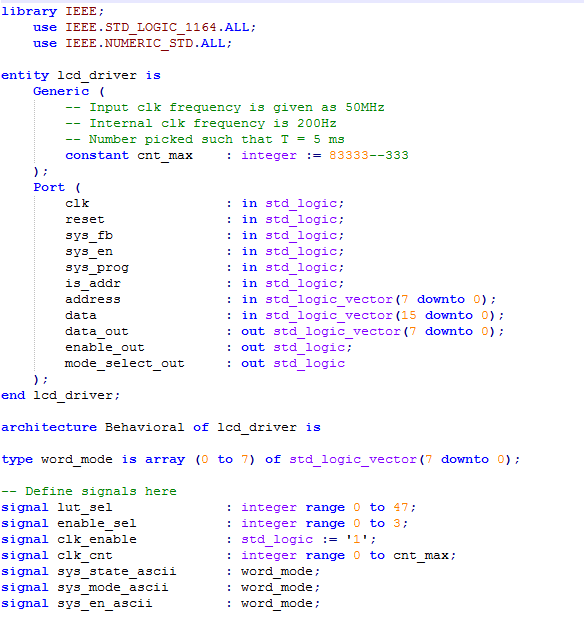 library IEEE;
    use IEEE.STD_LOGIC_1164.ALL;
    use IEEE.NUMERIC_STD.ALL;

entity lcd_driver is
    Generic (
        -- Input clk frequency is given as 50MHz
        -- Internal clk frequency is 200Hz
        -- Number picked such that T = 5 ms
        constant cnt_max    : integer := 83333--333
    );
    Port (
        clk                 : in std_logic;
        reset               : in std_logic;
        sys_fb              : in std_logic;
        sys_en              : in std_logic;
        sys_prog            : in std_logic;
        is_addr             : in std_logic;
        address             : in std_logic_vector(7 downto 0);
        data                : in std_logic_vector(15 downto 0);
        data_out            : out std_logic_vector(7 downto 0);
        enable_out          : out std_logic;
        mode_select_out     : out std_logic
    );
end lcd_driver;

architecture Behavioral of lcd_driver is

type word_mode is array (0 to 7) of std_logic_vector(7 downto 0);

-- Define signals here
signal lut_sel              : integer range 0 to 47;
signal enable_sel           : integer range 0 to 3;
signal clk_enable           : std_logic := '1';
signal clk_cnt              : integer range 0 to cnt_max;
signal sys_state_ascii      : word_mode;
signal sys_mode_ascii       : word_mode;
signal sys_en_ascii         : word_mode;